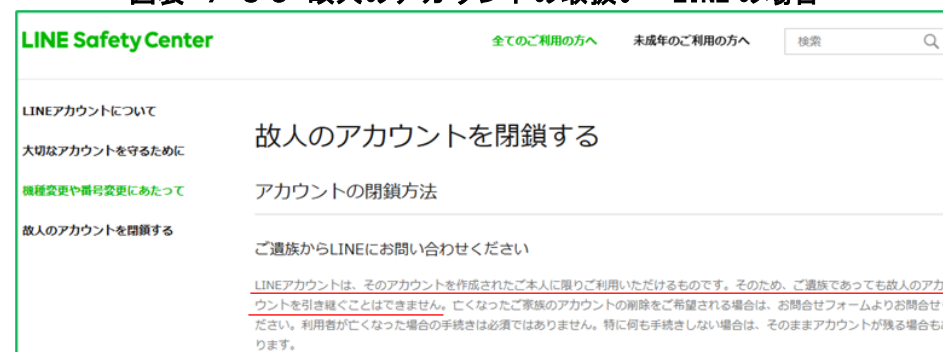 LINE Safety Center
全てのご利用の方へ 未成年のご利用の方へ 検索
LINEアカウントについて
大切なアカウントを守るために
機種変更や番号変更にあたって
故人のアカウントを閉鎖する
故人のアカウントを閉鎖する
アカウントの閉鎖方法
ご遺族からLINEにお問い合わせください
LINEアカウントは、そのアカウントを作成されたご本人に限りご利用いただけるものです。そのため、ご遺族であっても故人のアカ
ウントを引き継ぐことはできません。亡くなったご家族のアカウントの削除をご希望される場合は、お問合せフォームよりお問合せ
ださい。利用者が亡くなった場合の手続きは必須ではありません。特に何も手続きしない場合は、そのままアカウントが残る場合も
ります。